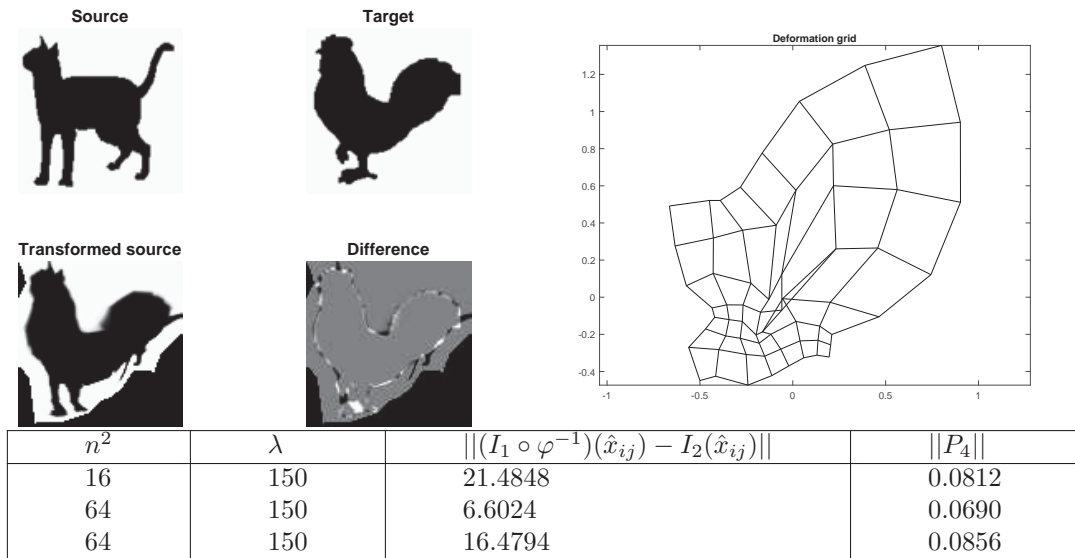 Source
Target
Deformation grid
1.2
1
0.8
0.6
0.4
0.2
0
-0.2
-0.4
-1
-0.5
0
0.5
1
Transformed source
Difference
n² λ ||(I₁ ∘ φ⁻¹)(x̂ᵢⱼ) − I₂(x̂ᵢⱼ)|| ||P₄||
16 150 21.4848 0.0812
64 150 6.6024 0.0690
64 150 16.4794 0.0856